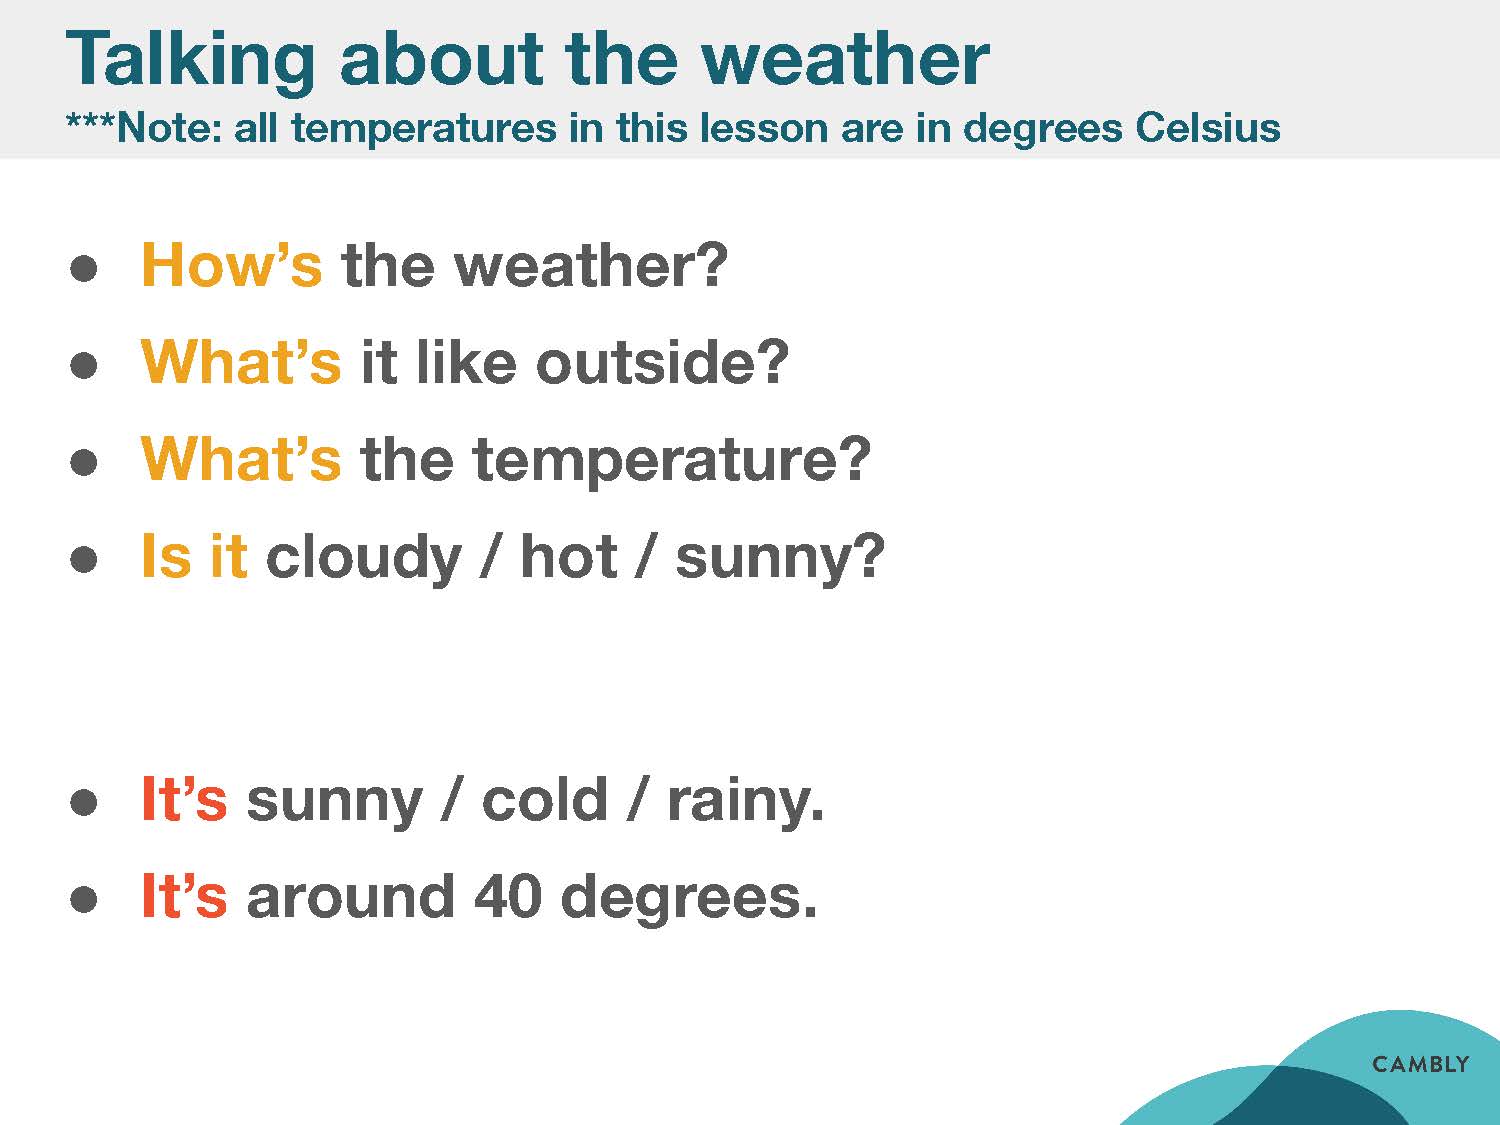 Talking about the weather
***Note: all temperatures in this lesson are in degrees Celsius
● How’s the weather?
● What’s it like outside?
● What’s the temperature?
● Is it cloudy / hot / sunny?
● It’s sunny / cold / rainy.
● It’s around 40 degrees.
CAMBLY